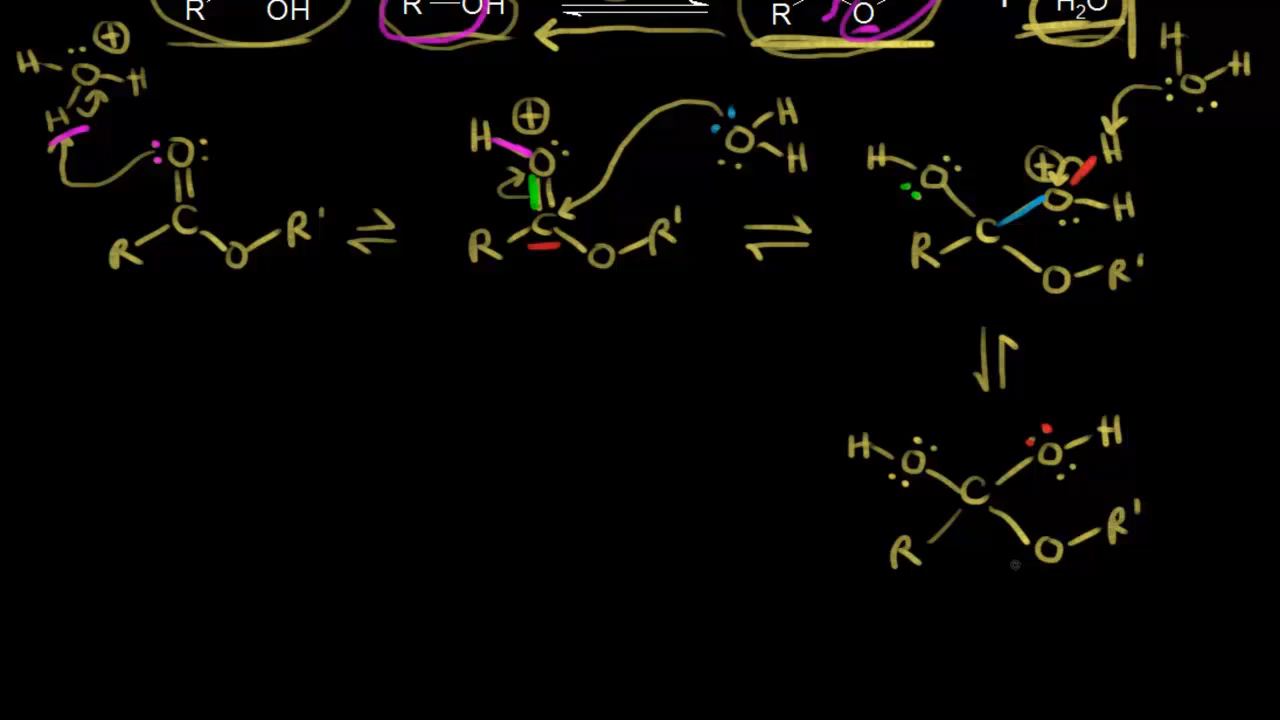 R OH R—OH R O + H₂O
H O ⊕ H H
H
H O H
H ⊕ O
O H H
H O ⊕ O H H
O
C
R O R'
C
R O R'
C
R O R'
H O O H
C
R O R'